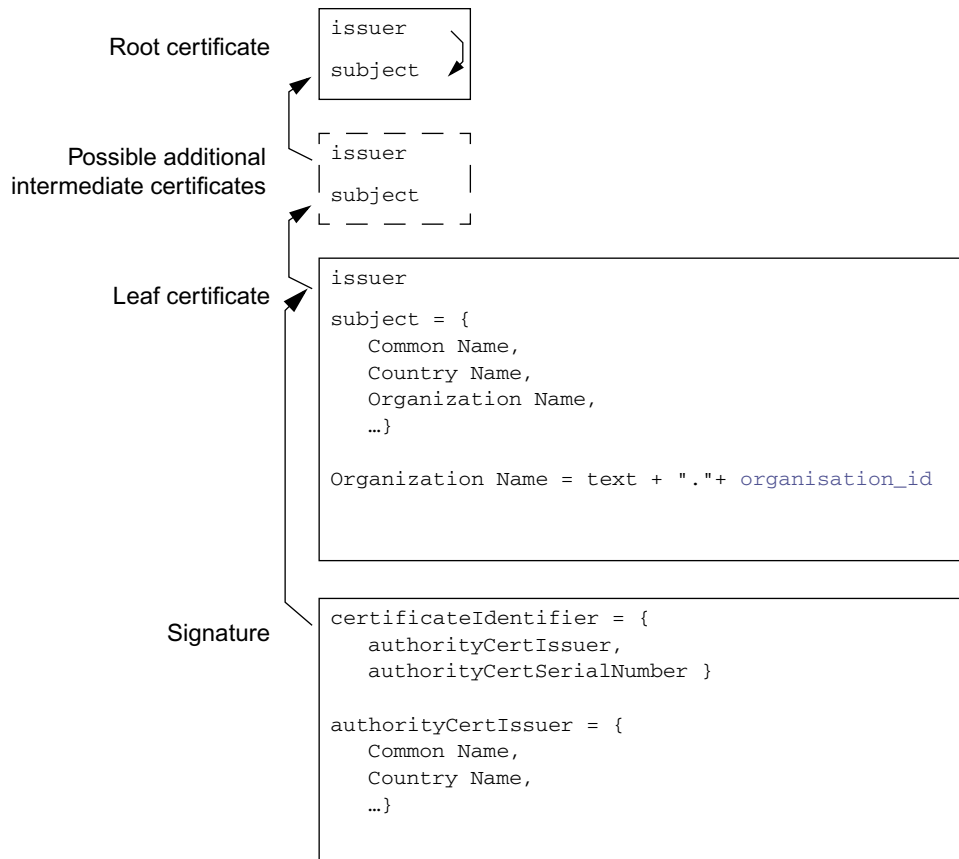 Root certificate
issuer
subject
Possible additional
intermediate certificates
issuer
subject
Leaf certificate
issuer
subject = {
Common Name,
Country Name,
Organization Name,
…}
Organization Name = text + "."+ organisation_id
Signature
certificateIdentifier = {
authorityCertIssuer,
authorityCertSerialNumber }
authorityCertIssuer = {
Common Name,
Country Name,
…}